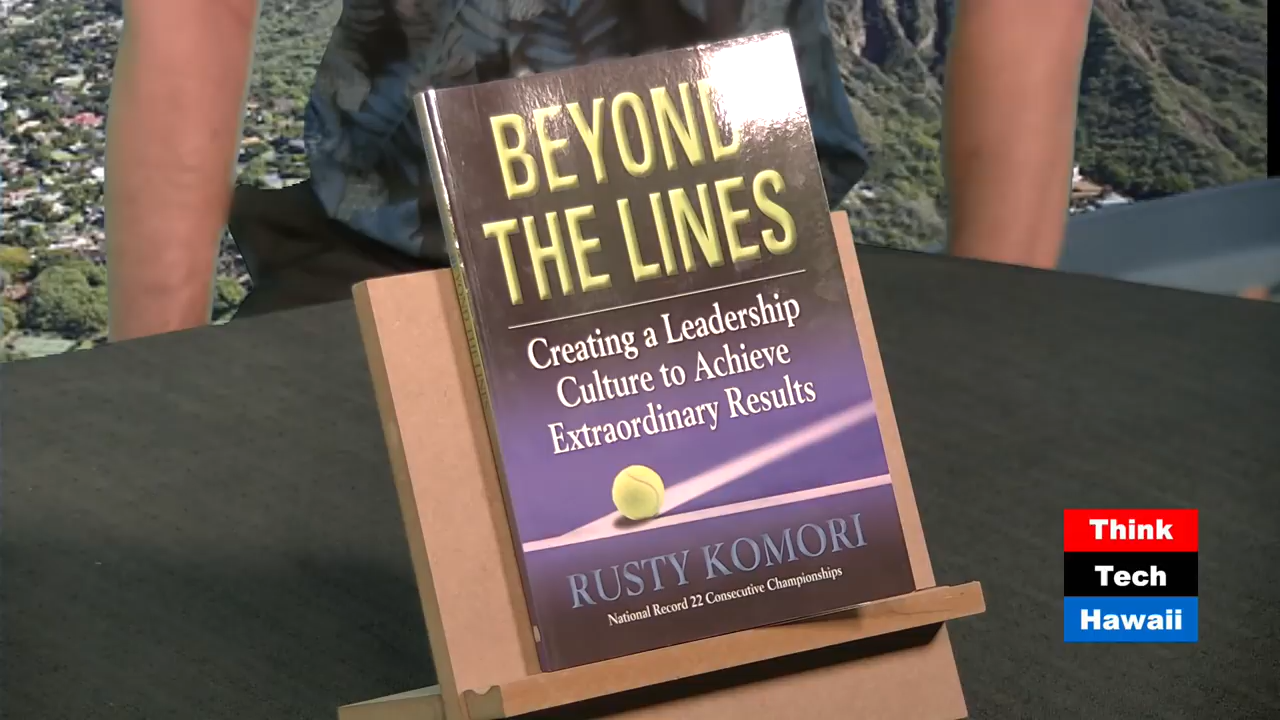 BEYOND
THE LINES
Creating a Leadership
Culture to Achieve
Extraordinary Results
RUSTY KOMORI
National Record 22 Consecutive Championships
Think
Tech
Hawaii